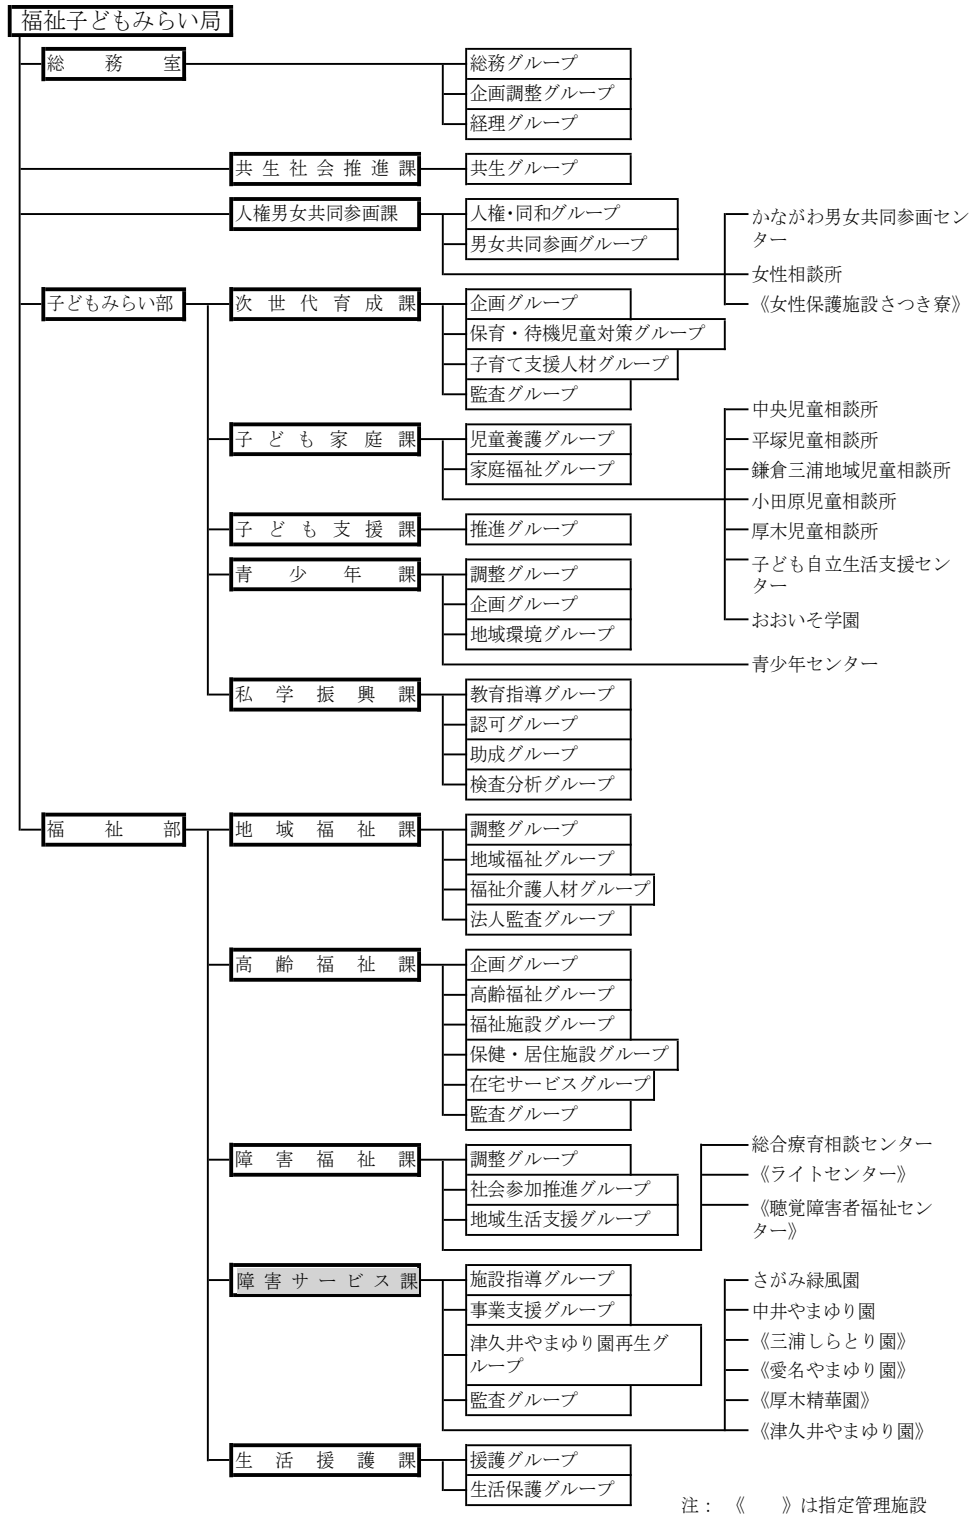 福祉子どもみらい局
総務室
総務グループ
企画調整グループ
経理グループ
共生社会推進課
共生グループ
人権男女共同参画課
人権・同和グループ
男女共同参画グループ
かながわ男女共同参画セン
ター
女性相談所
《女性保護施設さつき寮》
子どもみらい部
次世代育成課
企画グループ
保育・待機児童対策グループ
子育て支援人材グループ
監査グループ
子ども家庭課
児童養護グループ
家庭福祉グループ
中央児童相談所
平塚児童相談所
鎌倉三浦地域児童相談所
小田原児童相談所
厚木児童相談所
子ども自立生活支援セン
ター
おおいそ学園
子ども支援課
推進グループ
青少年課
調整グループ
企画グループ
地域環境グループ
青少年センター
私学振興課
教育指導グループ
認可グループ
助成グループ
検査分析グループ
福祉部
地域福祉課
調整グループ
地域福祉グループ
福祉介護人材グループ
法人監査グループ
高齢福祉課
企画グループ
高齢福祉グループ
福祉施設グループ
保健・居住施設グループ
在宅サービスグループ
監査グループ
障害福祉課
調整グループ
社会参加推進グループ
地域生活支援グループ
総合療育相談センター
《ライトセンター》
《聴覚障害者福祉セン
ター》
障害サービス課
施設指導グループ
事業支援グループ
津久井やまゆり園再生グ
ループ
監査グループ
さがみ緑風園
中井やまゆり園
《三浦しらとり園》
《愛名やまゆり園》
《厚木精華園》
《津久井やまゆり園》
生活援護課
援護グループ
生活保護グループ
注：《　　》は指定管理施設